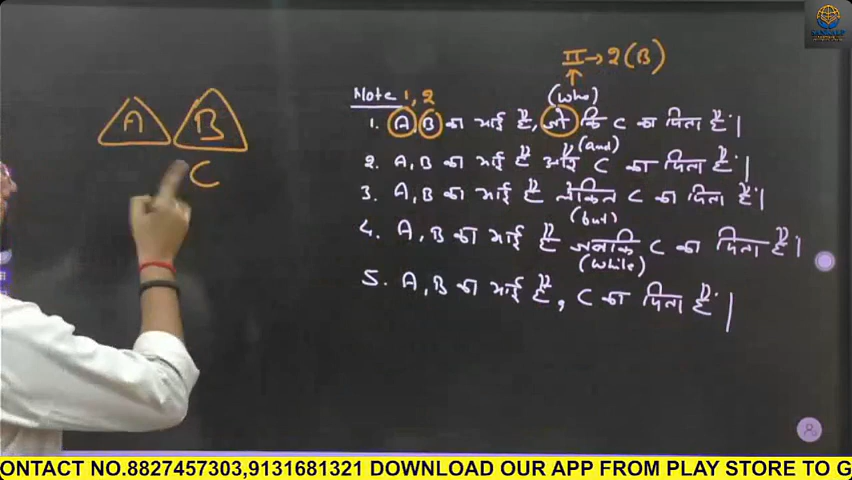 II → 2 (B)
Note 1, 2
(who)
1. A, B का भाई है, जो कि C का पिता है।
(and)
2. A, B का भाई है और C का पिता है।
3. A, B का भाई है लेकिन C का पिता है।
(but)
4. A, B का भाई है जबकि C का पिता है।
(while)
5. A, B का भाई है, C का पिता है।
A B
C
ONTACT NO.8827457303,9131681321 DOWNLOAD OUR APP FROM PLAY STORE TO G